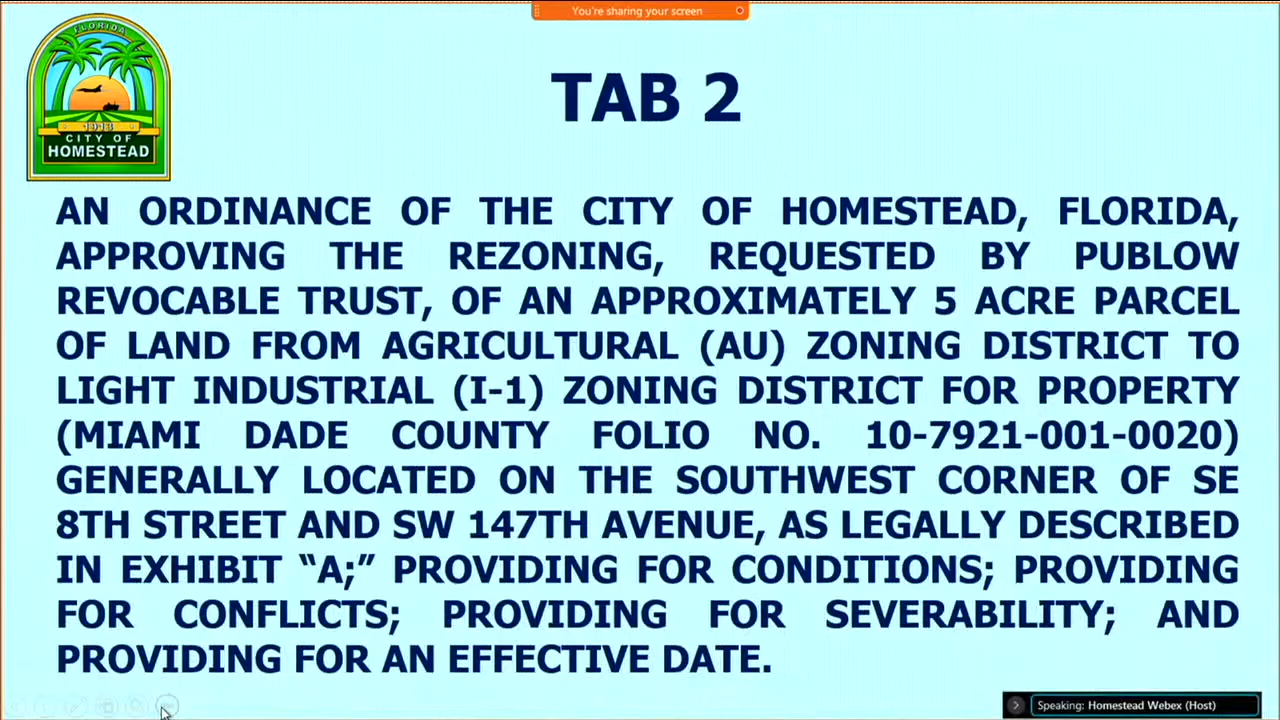 You're sharing your screen
FLORIDA
1913
CITY OF
HOMESTEAD
TAB 2
AN ORDINANCE OF THE CITY OF HOMESTEAD, FLORIDA,
APPROVING THE REZONING, REQUESTED BY PUBLOW
REVOCABLE TRUST, OF AN APPROXIMATELY 5 ACRE PARCEL
OF LAND FROM AGRICULTURAL (AU) ZONING DISTRICT TO
LIGHT INDUSTRIAL (I-1) ZONING DISTRICT FOR PROPERTY
(MIAMI DADE COUNTY FOLIO NO. 10-7921-001-0020)
GENERALLY LOCATED ON THE SOUTHWEST CORNER OF SE
8TH STREET AND SW 147TH AVENUE, AS LEGALLY DESCRIBED
IN EXHIBIT “A;” PROVIDING FOR CONDITIONS; PROVIDING
FOR CONFLICTS; PROVIDING FOR SEVERABILITY; AND
PROVIDING FOR AN EFFECTIVE DATE.
Speaking: Homestead Webex (Host)